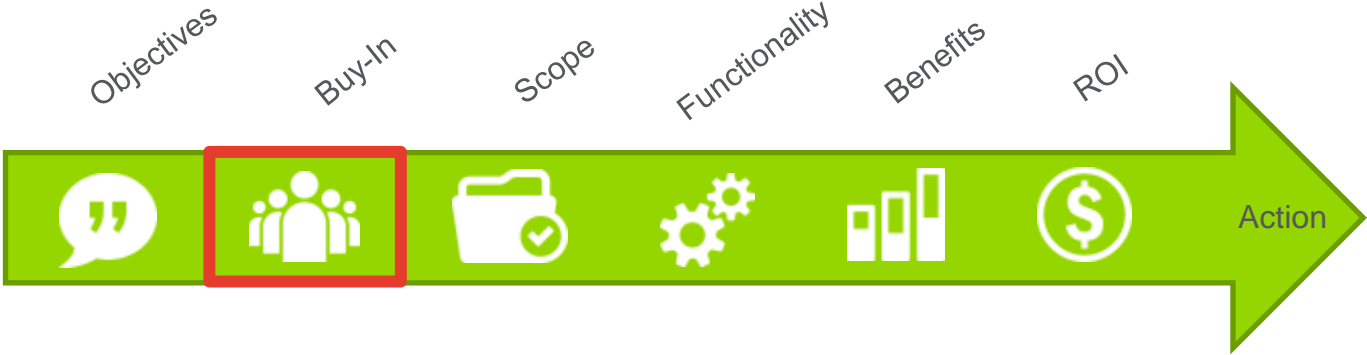 Objectives
Buy-In
Scope
Functionality
Benefits
ROI
Action